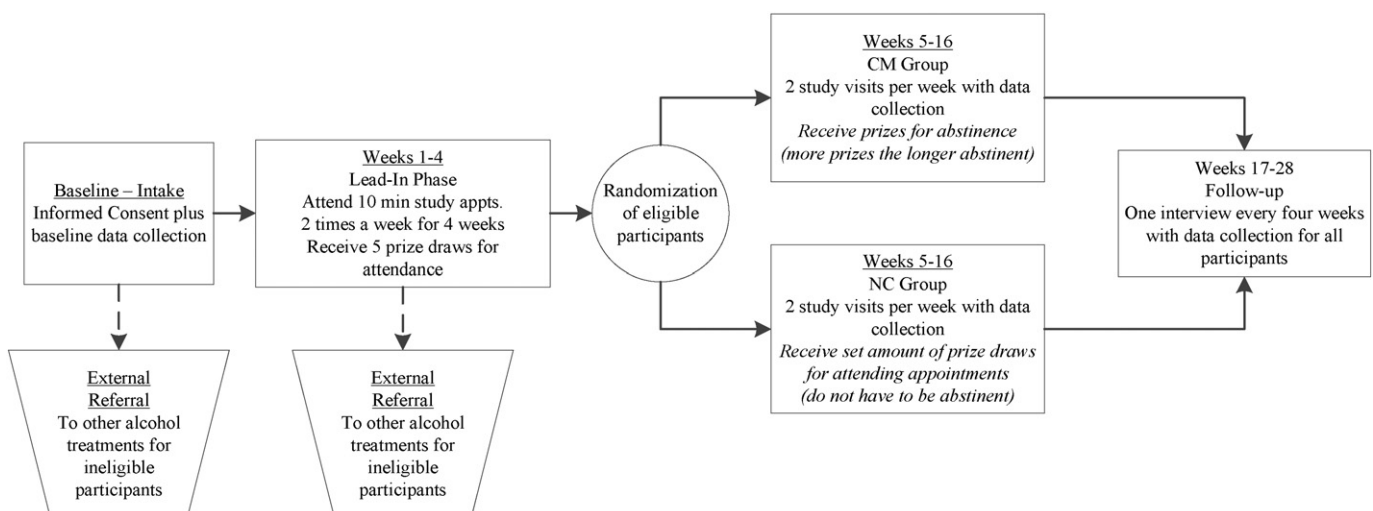 Baseline – Intake
Informed Consent plus
baseline data collection
External
Referral
To other alcohol
treatments for
ineligible
participants
Weeks 1-4
Lead-In Phase
Attend 10 min study appts.
2 times a week for 4 weeks
Receive 5 prize draws for
attendance
External
Referral
To other alcohol
treatments for
ineligible
participants
Randomization
of eligible
participants
Weeks 5-16
CM Group
2 study visits per week with data
collection
Receive prizes for abstinence
(more prizes the longer abstinent)
Weeks 5-16
NC Group
2 study visits per week with data
collection
Receive set amount of prize draws
for attending appointments
(do not have to be abstinent)
Weeks 17-28
Follow-up
One interview every four weeks
with data collection for all
participants